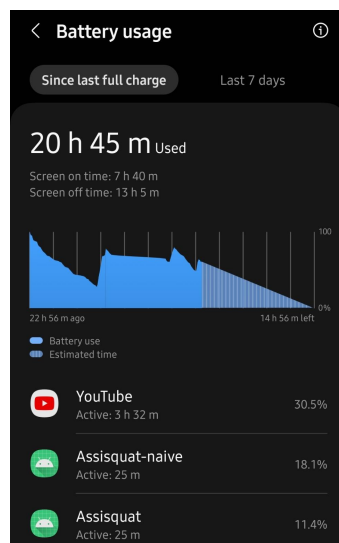 Battery usage
Since last full charge
Last 7 days
20 h 45 m Used
Screen on time: 7 h 40 m
Screen off time: 13 h 5 m
100
0%
22 h 56 m ago
14 h 56 m left
Battery use
Estimated time
YouTube
Active: 3 h 32 m
30.5%
Assisquat-naive
Active: 25 m
18.1%
Assisquat
Active: 25 m
11.4%